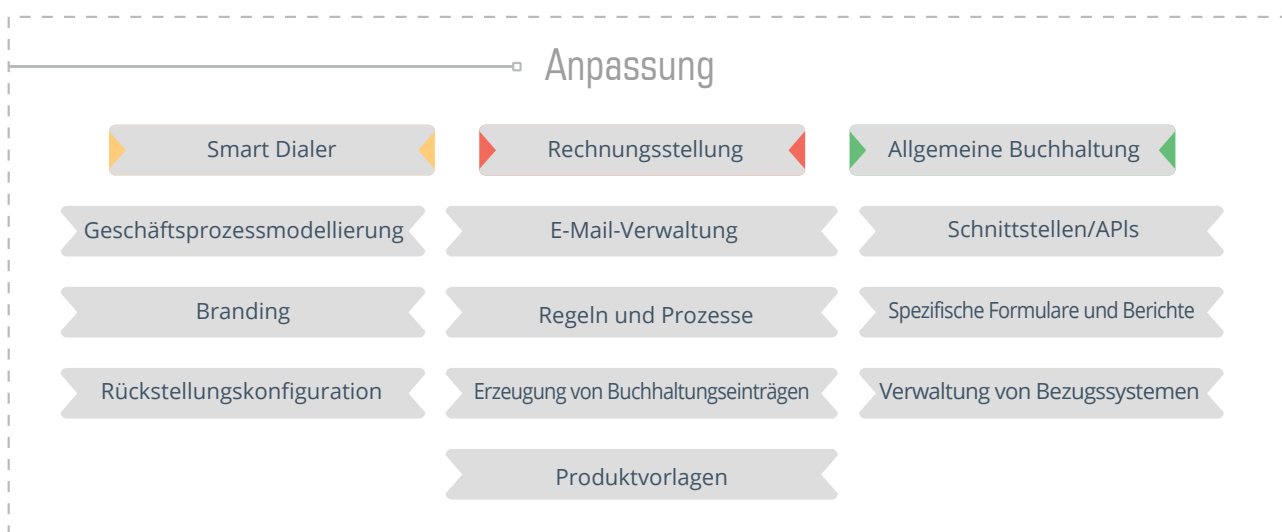 Anpassung
Smart Dialer
Rechnungsstellung
Allgemeine Buchhaltung
Geschäftsprozessmodellierung
E-Mail-Verwaltung
Schnittstellen/APIs
Branding
Regeln und Prozesse
Spezifische Formulare und Berichte
Rückstellungskonfiguration
Erzeugung von Buchhaltungseinträgen
Verwaltung von Bezugssystemen
Produktvorlagen